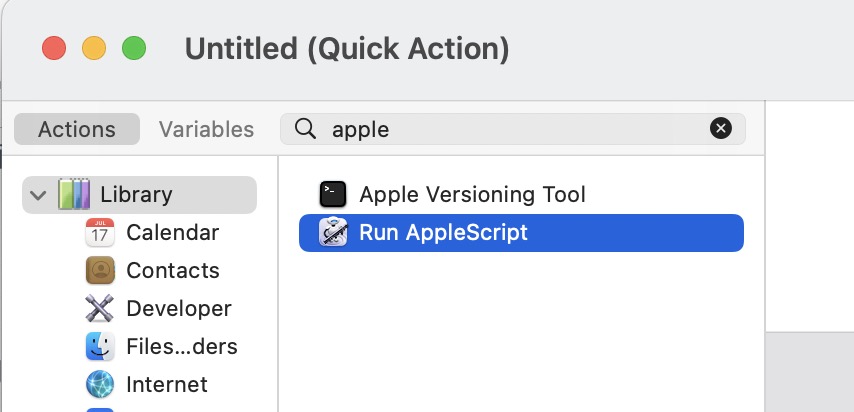 Untitled (Quick Action)
Actions Variables apple
Library
Calendar
Contacts
Developer
Files...ders
Internet
Apple Versioning Tool
Run AppleScript
JUL
17